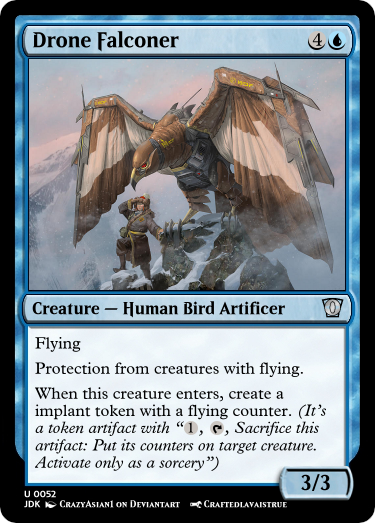 Drone Falconer 4
Creature — Human Bird Artificer
Flying
Protection from creatures with flying.
When this creature enters, create a
implant token with a flying counter. (It's
a token artifact with “1, , Sacrifice this
artifact: Put its counters on target creature.
Activate only as a sorcery”)
3/3
U 0052
JDK CrazyAsian1 on Deviantart Craftedlavaistrue